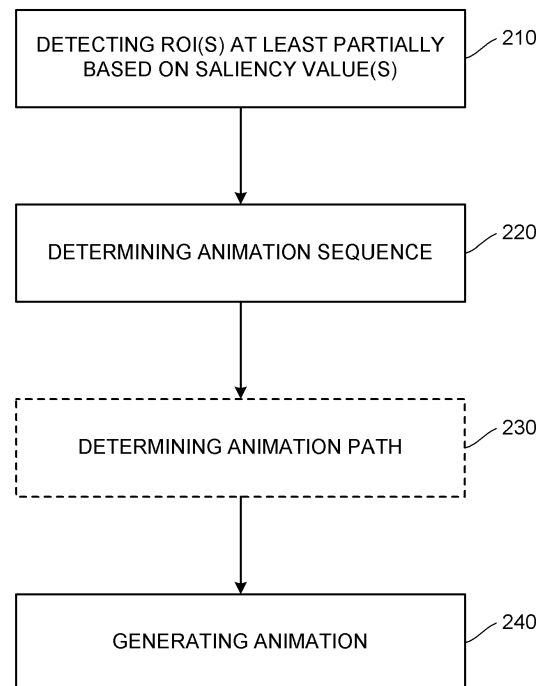 DETECTING ROI(S) AT LEAST PARTIALLY
BASED ON SALIENCY VALUE(S)
210
DETERMINING ANIMATION SEQUENCE
220
DETERMINING ANIMATION PATH
230
GENERATING ANIMATION
240